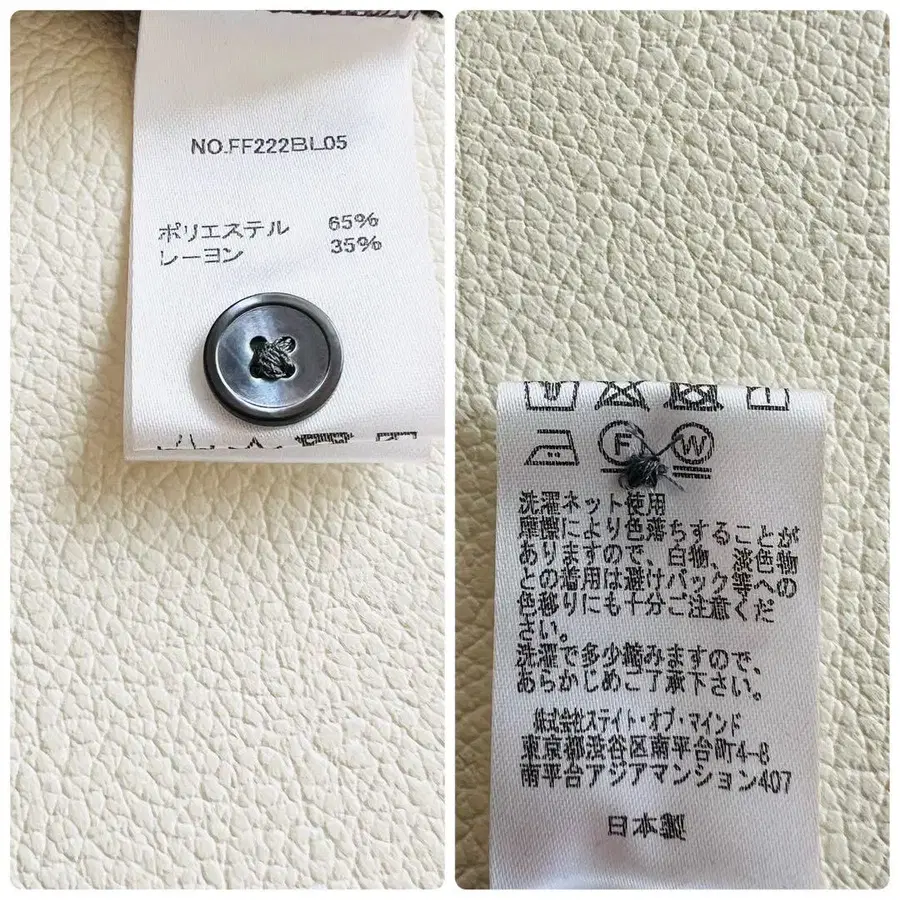 NO.FF222BL05
ポリエステル 65%
レーヨン 35%
F W
洗濯ネット使用
摩擦により色落ちすることが
ありますので、白物、淡色物
との着用は避けバック等への
色移りにも十分ご注意くだ
さい。
洗濯で多少縮みますので、
あらかじめご了承下さい。
株式会社ステイト・オブ・マインド
東京都渋谷区南平台町4-8
南平台アジアマンション407
日本製